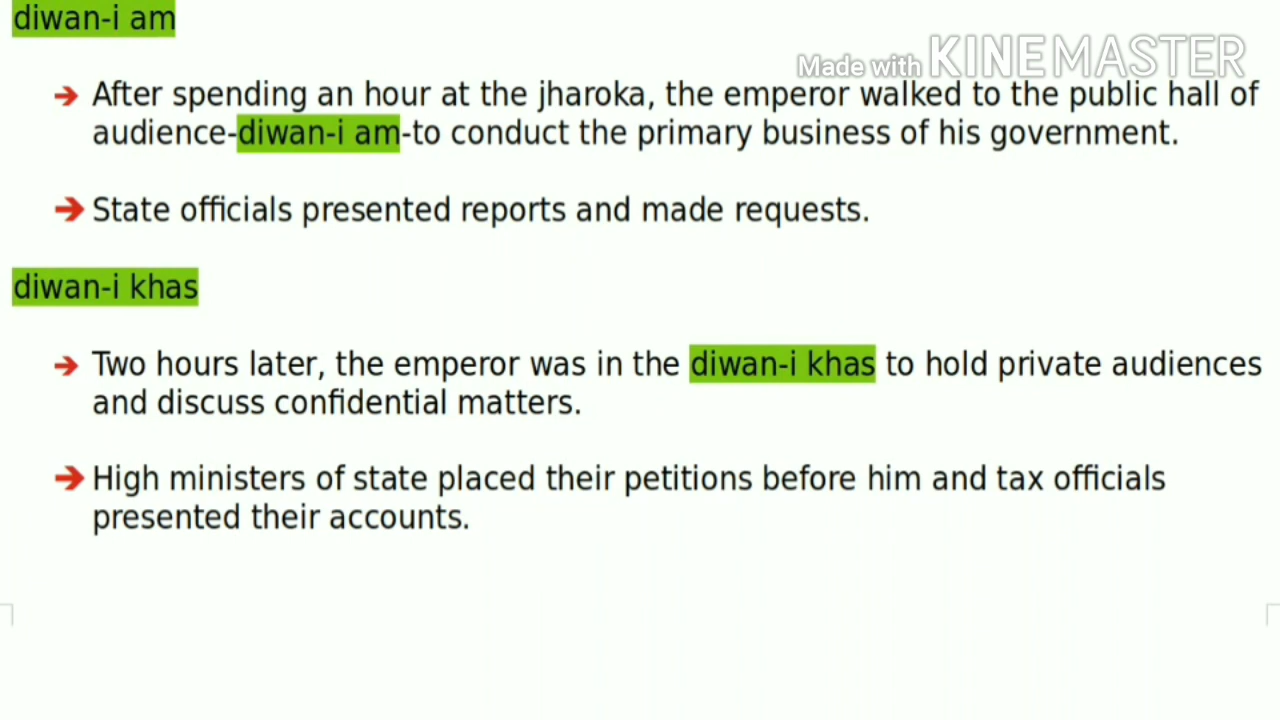 diwan-i am
Made with KINEMASTER
➔ After spending an hour at the jharoka, the emperor walked to the public hall of
audience-diwan-i am-to conduct the primary business of his government.
➔ State officials presented reports and made requests.
diwan-i khas
➔ Two hours later, the emperor was in the diwan-i khas to hold private audiences
and discuss confidential matters.
➔ High ministers of state placed their petitions before him and tax officials
presented their accounts.